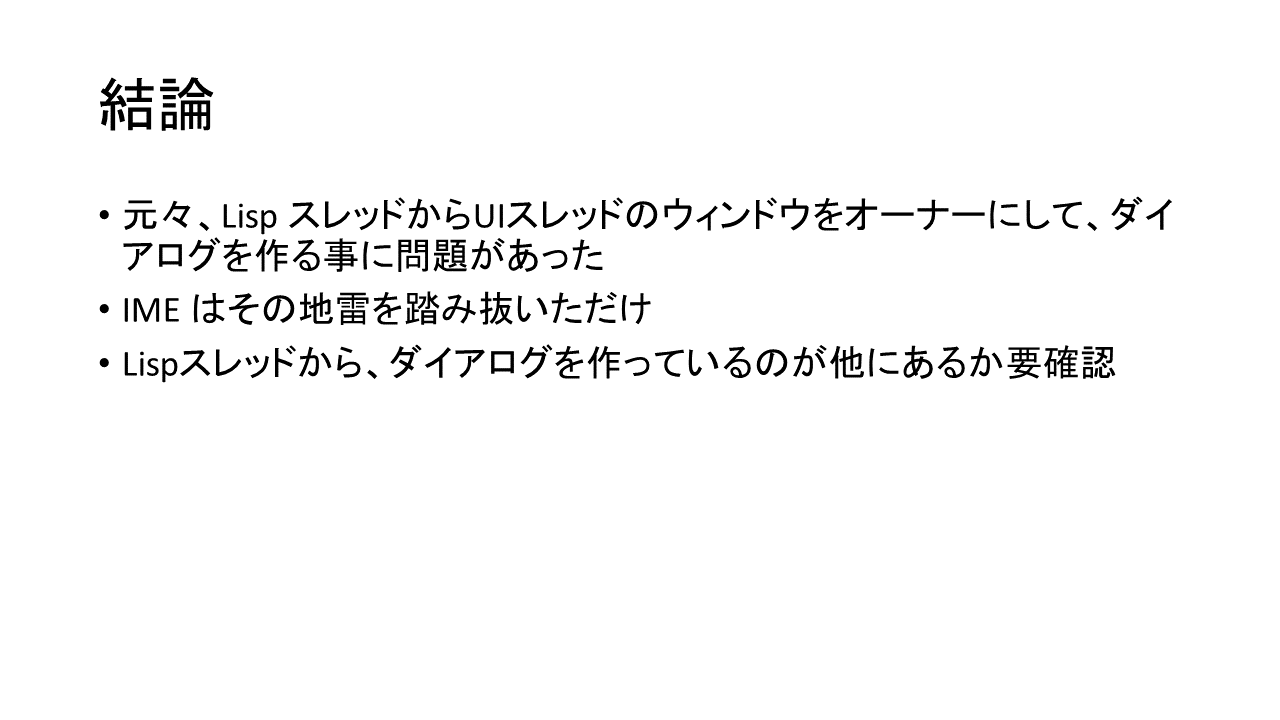 結論
• 元々、Lisp スレッドからUIスレッドのウィンドウをオーナーにして、ダイ
アログを作る事に問題があった
• IME はその地雷を踏み抜いただけ
• Lispスレッドから、ダイアログを作っているのが他にあるか要確認